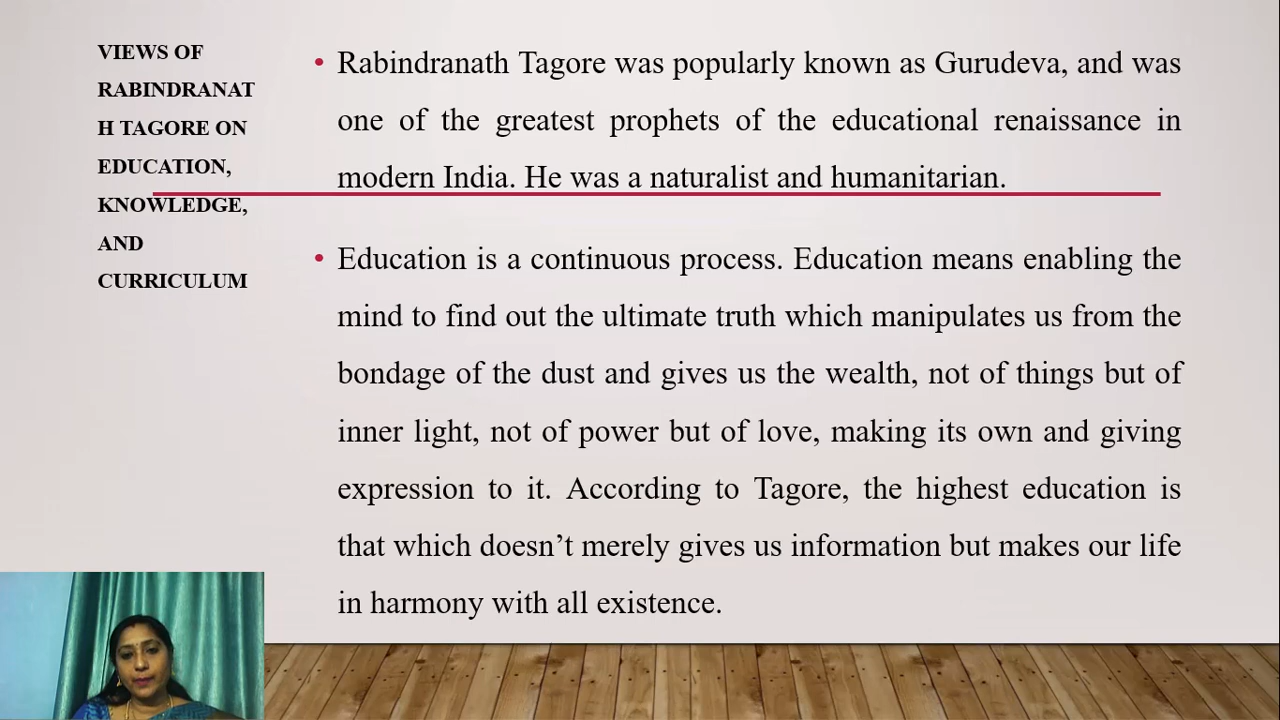 VIEWS OF
RABINDRANAT
H TAGORE ON
EDUCATION,
KNOWLEDGE,
AND
CURRICULUM
• Rabindranath Tagore was popularly known as Gurudeva, and was
one of the greatest prophets of the educational renaissance in
modern India. He was a naturalist and humanitarian.
• Education is a continuous process. Education means enabling the
mind to find out the ultimate truth which manipulates us from the
bondage of the dust and gives us the wealth, not of things but of
inner light, not of power but of love, making its own and giving
expression to it. According to Tagore, the highest education is
that which doesn’t merely gives us information but makes our life
in harmony with all existence.